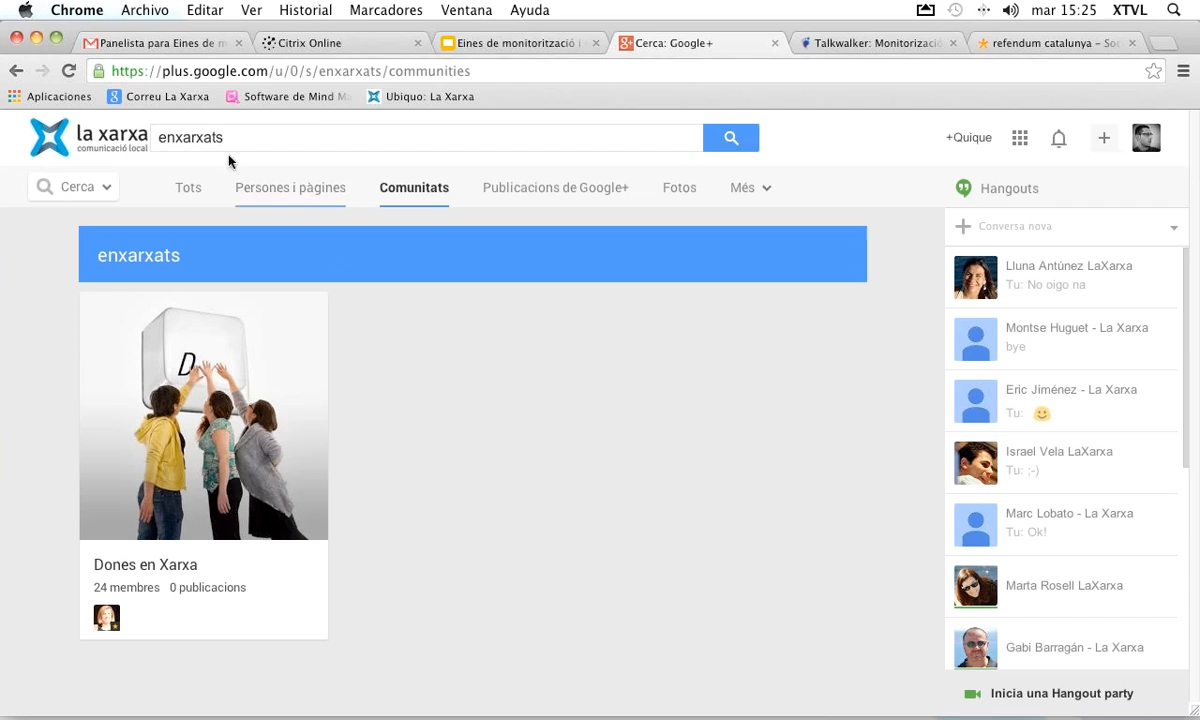 Chrome Archivo Editar Ver Historial Marcadores Ventana Ayuda mar 15:25 XTVL
Panelista para Eines de m
Citrix Online
Eines de monitorització i
Cerca: Google+
Talkwalker: Monitorizació
refendum catalunya – Soc
https://plus.google.com/u/0/s/enxarxats/communities
Aplicaciones
Correu La Xarxa
Software de Mind Ma
Ubiquo: La Xarxa
la xarxa
comunicació local
enxarxats
+Quique
Cerca
Tots
Persones i pàgines
Comunitats
Publicacions de Google+
Fotos
Més
Hangouts
Conversa nova
enxarxats
Lluna Antúnez LaXarxa
Tu: No oigo na
Montse Huguet - La Xarxa
bye
Eric Jiménez - La Xarxa
Tu:
Israel Vela LaXarxa
Tu: ;-)
Marc Lobato - La Xarxa
Tu: Ok!
Marta Rosell LaXarxa
Gabi Barragán - La Xarxa
Inicia una Hangout party
D
Dones en Xarxa
24 membres 0 publicacions